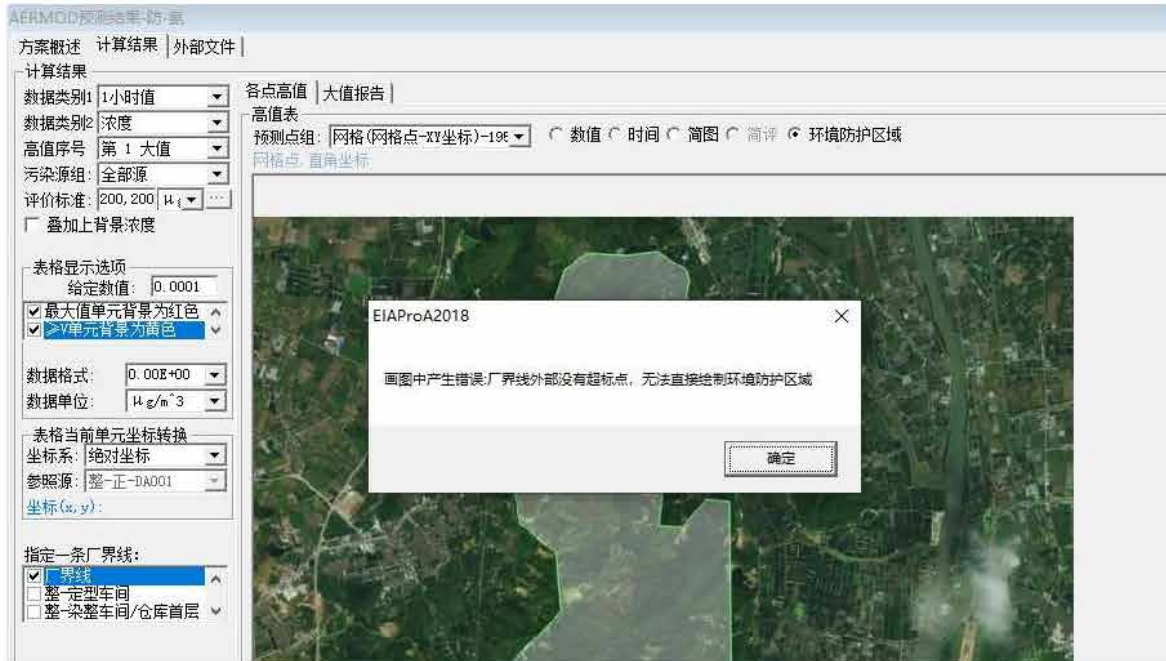 AERMOD预测结果-防-氨
方案概述 计算结果 外部文件
计算结果
数据类别1 1小时值
数据类别2 浓度
高值序号 第 1 大值
污染源组: 全部源
评价标准: 200,200 μg ...
叠加上背景浓度
表格显示选项
给定数值: 0.0001
最大值单元背景为红色
≥V单元背景为黄色
数据格式: 0.00E+00
数据单位: μg/m^3
表格当前单元坐标转换
坐标系: 绝对坐标
参照源: 整-正-DA001
坐标(x,y):
指定一条厂界线:
厂界线
整-定型车间
整-染整车间/仓库首层
各点高值 大值报告
高值表
预测点组: 网格(网格点-XY坐标)-195 数值 时间 简图 简评 环境防护区域
网格点, 直角坐标
EIAProA2018
画图中产生错误:厂界线外部没有超标点, 无法直接绘制环境防护区域
确定